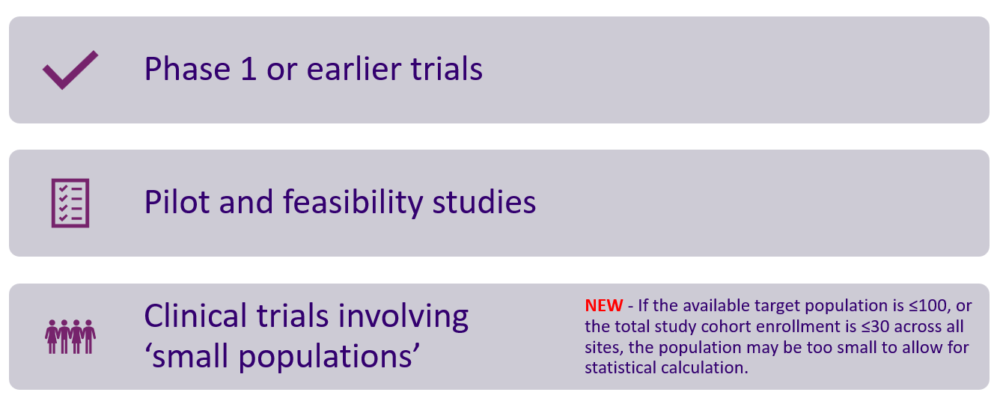 Phase 1 or earlier trials
Pilot and feasibility studies
Clinical trials involving
‘small populations’
NEW - If the available target population is ≤100, or
the total study cohort enrollment is ≤30 across all
sites, the population may be too small to allow for
statistical calculation.